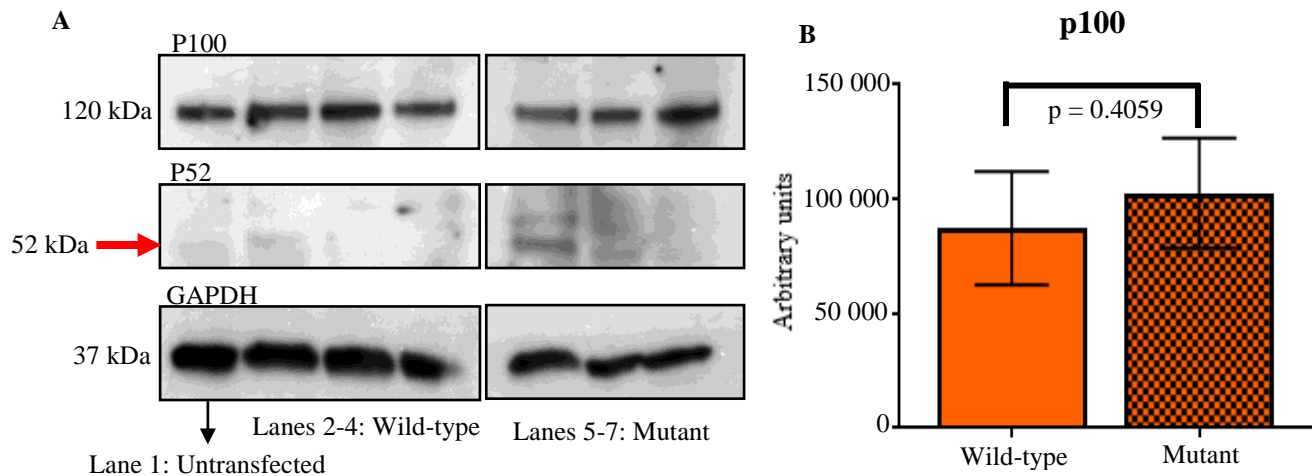 A
P100
120 kDa
P52
52 kDa
GAPDH
37 kDa
Lanes 2-4: Wild-type
Lanes 5-7: Mutant
Lane 1: Untransfected
B
p100
150 000
p = 0.4059
100 000
50 000
0
Arbitrary units
Wild-type
Mutant